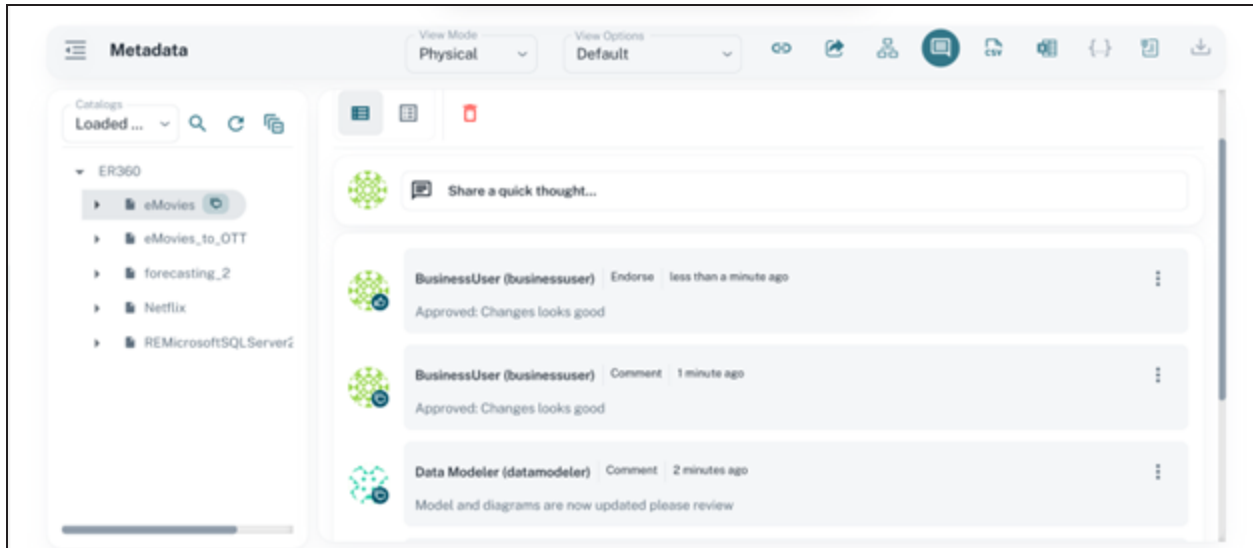 Metadata
View Mode
Physical
View Options
Default
CSV
Catalogs
Loaded ...
ER360
eMovies
eMovies_to_OTT
forecasting_2
Netflix
REMicrosoftSQLServer2
Share a quick thought...
BusinessUser (businessuser) Endorse less than a minute ago
Approved: Changes looks good
BusinessUser (businessuser) Comment 1 minute ago
Approved: Changes looks good
Data Modeler (datamodeler) Comment 2 minutes ago
Model and diagrams are now updated please review